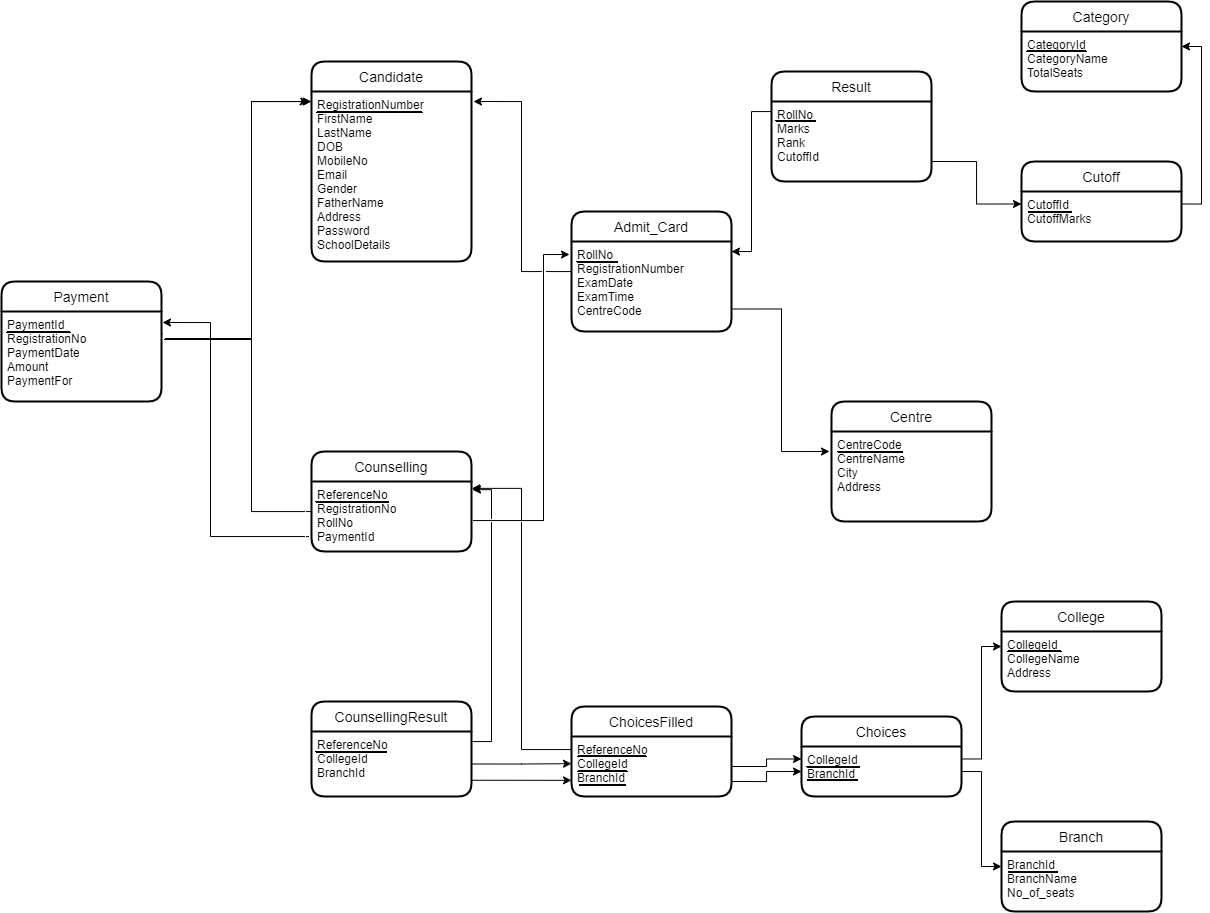 Category
CategoryId
CategoryName
TotalSeats
Candidate
RegistrationNumber
FirstName
LastName
DOB
MobileNo
Email
Gender
FatherName
Address
Password
SchoolDetails
Result
RollNo
Marks
Rank
CutoffId
Cutoff
CutoffId
CutoffMarks
Admit_Card
RollNo
RegistrationNumber
ExamDate
ExamTime
CentreCode
Payment
PaymentId
RegistrationNo
PaymentDate
Amount
PaymentFor
Centre
CentreCode
CentreName
City
Address
Counselling
ReferenceNo
RegistrationNo
RollNo
PaymentId
College
CollegeId
CollegeName
Address
CounsellingResult
ReferenceNo
CollegeId
BranchId
ChoicesFilled
ReferenceNo
CollegeId
BranchId
Choices
CollegeId
BranchId
Branch
BranchId
BranchName
No_of_seats